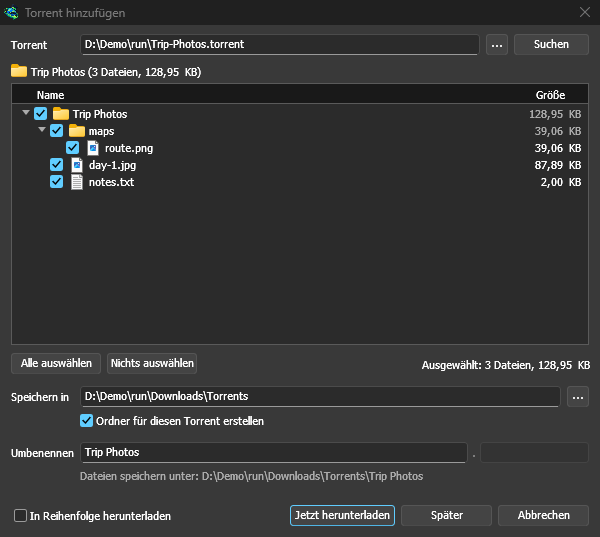 Torrent hinzufügen
Torrent D:\Demo\run\Trip-Photos.torrent ... Suchen
Trip Photos (3 Dateien, 128,95 KB)
Name Größe
Trip Photos 128,95 KB
maps 39,06 KB
route.png 39,06 KB
day-1.jpg 87,89 KB
notes.txt 2,00 KB
Alle auswählen Nichts auswählen Ausgewählt: 3 Dateien, 128,95 KB
Speichern in D:\Demo\run\Downloads\Torrents ...
Ordner für diesen Torrent erstellen
Umbenennen Trip Photos .
Dateien speichern unter: D:\Demo\run\Downloads\Torrents\Trip Photos
In Reihenfolge herunterladen Jetzt herunterladen Später Abbrechen